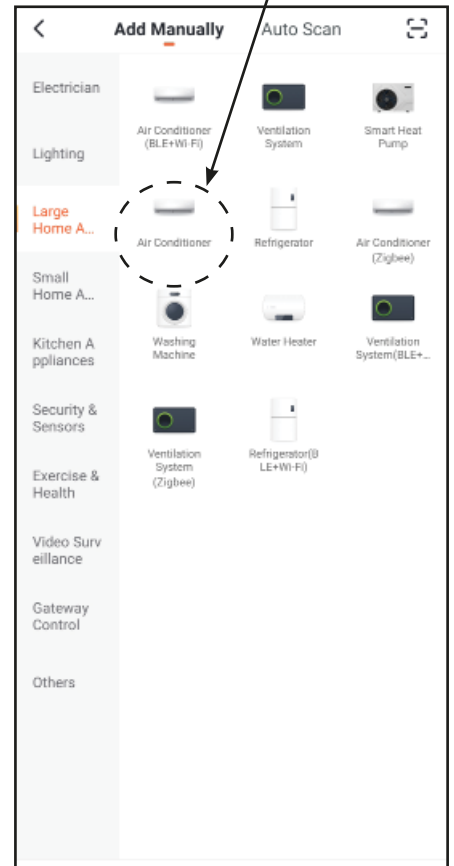 Add Manually
Auto Scan
Electrician
Lighting
Large
Home A...
Small
Home A...
Kitchen A
ppliances
Security &
Sensors
Exercise &
Health
Video Surv
eillance
Gateway
Control
Others
Air Conditioner
(BLE+Wi-Fi)
Ventilation
System
Smart Heat
Pump
Air Conditioner
Refrigerator
Air Conditioner
(Zigbee)
Washing
Machine
Water Heater
Ventilation
System(BLE+...
Ventilation
System
(Zigbee)
Refrigerator(B
LE+Wi-Fi)